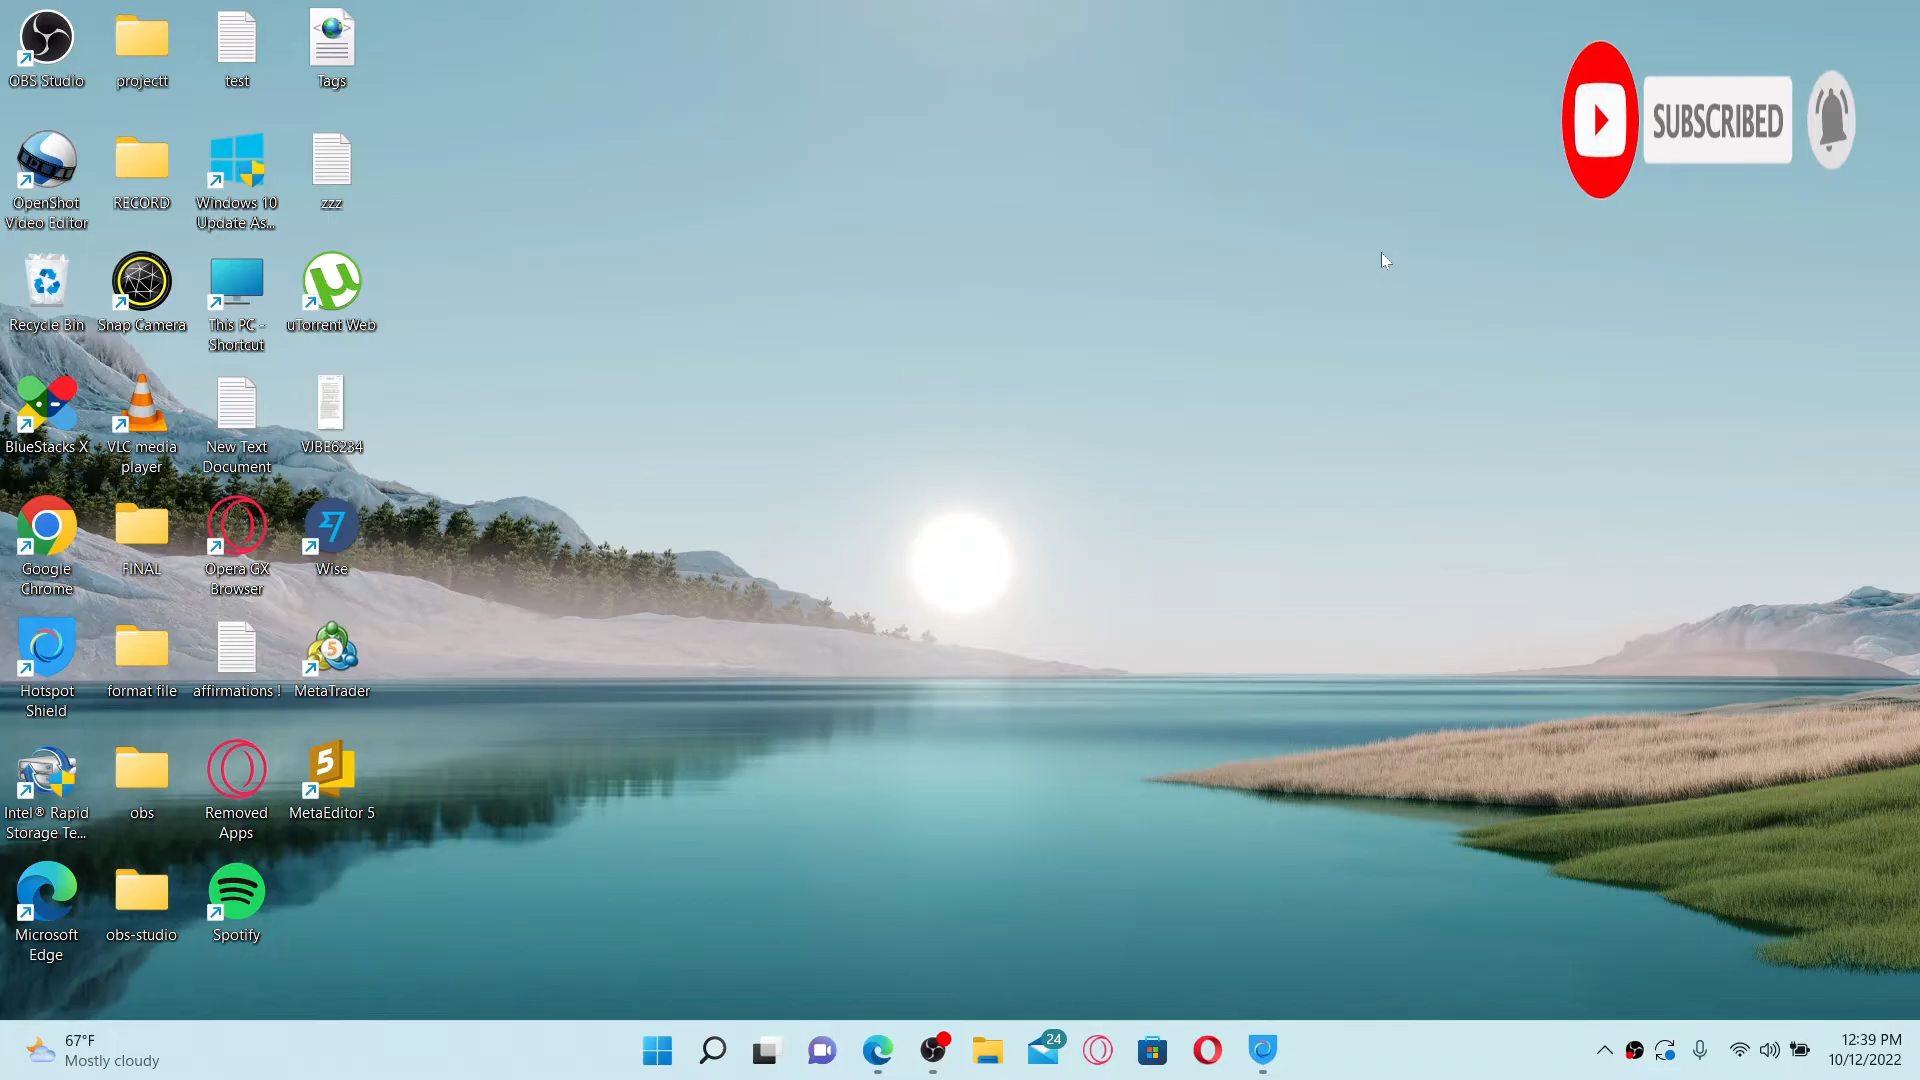 OBS Studio
projectt
test
Tags
SUBSCRIBED
OpenShot
Video Editor
RECORD
Windows 10
Update As...
zzz
Recycle Bin
Snap Camera
This PC -
Shortcut
uTorrent Web
BlueStacks X
VLC media
player
New Text
Document
VJBE6234
Google
Chrome
FINAL
Opera GX
Browser
Wise
Hotspot
Shield
format file
affirmations !
MetaTrader
Intel® Rapid
Storage Te...
obs
Removed
Apps
MetaEditor 5
Microsoft
Edge
obs-studio
Spotify
67°F
Mostly cloudy
24
12:39 PM
10/12/2022